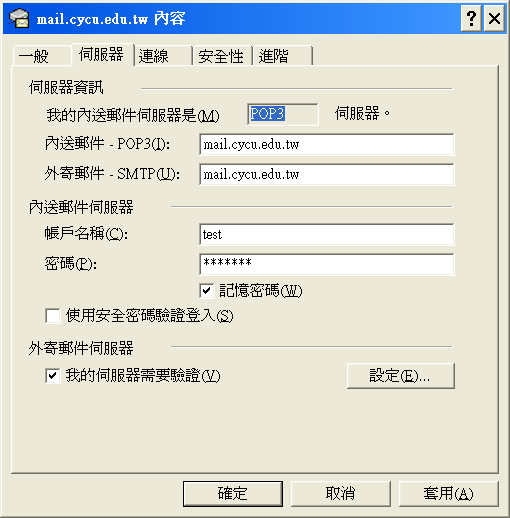 mail.cycu.edu.tw 內容
一般 伺服器 連線 安全性 進階
伺服器資訊
我的內送郵件伺服器是(M) POP3 伺服器。
內送郵件 - POP3(I): mail.cycu.edu.tw
外寄郵件 - SMTP(U): mail.cycu.edu.tw
內送郵件伺服器
帳戶名稱(C): test
密碼(P): *******
記憶密碼(W)
使用安全密碼驗證登入(S)
外寄郵件伺服器
我的伺服器需要驗證(V) 設定(E)...
確定 取消 套用(A)